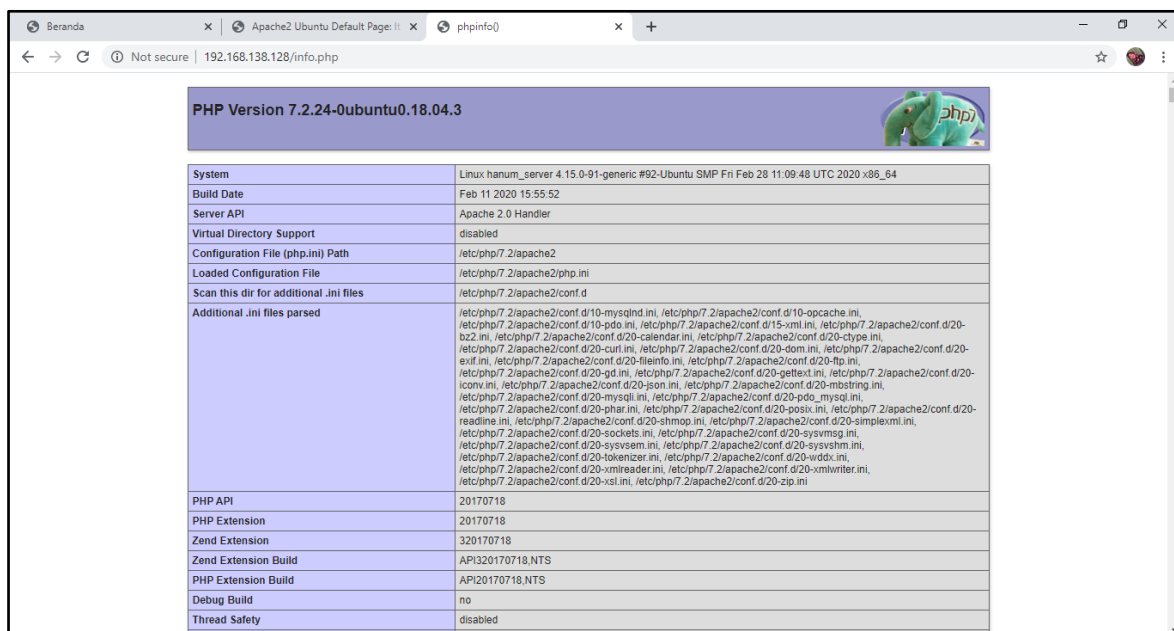 Beranda
Apache2 Ubuntu Default Page: It
phpinfo()
Not secure | 192.168.138.128/info.php
PHP Version 7.2.24-0ubuntu0.18.04.3
php7
System Linux hanum_server 4.15.0-91-generic #92-Ubuntu SMP Fri Feb 28 11:09:48 UTC 2020 x86_64
Build Date Feb 11 2020 15:55:52
Server API Apache 2.0 Handler
Virtual Directory Support disabled
Configuration File (php.ini) Path /etc/php/7.2/apache2
Loaded Configuration File /etc/php/7.2/apache2/php.ini
Scan this dir for additional .ini files /etc/php/7.2/apache2/conf.d
Additional .ini files parsed /etc/php/7.2/apache2/conf.d/10-mysqlnd.ini, /etc/php/7.2/apache2/conf.d/10-opcache.ini,
/etc/php/7.2/apache2/conf.d/10-pdo.ini, /etc/php/7.2/apache2/conf.d/15-xml.ini, /etc/php/7.2/apache2/conf.d/20-
bz2.ini, /etc/php/7.2/apache2/conf.d/20-calendar.ini, /etc/php/7.2/apache2/conf.d/20-ctype.ini,
/etc/php/7.2/apache2/conf.d/20-curl.ini, /etc/php/7.2/apache2/conf.d/20-dom.ini, /etc/php/7.2/apache2/conf.d/20-
exif.ini, /etc/php/7.2/apache2/conf.d/20-fileinfo.ini, /etc/php/7.2/apache2/conf.d/20-ftp.ini,
/etc/php/7.2/apache2/conf.d/20-gd.ini, /etc/php/7.2/apache2/conf.d/20-gettext.ini, /etc/php/7.2/apache2/conf.d/20-
iconv.ini, /etc/php/7.2/apache2/conf.d/20-json.ini, /etc/php/7.2/apache2/conf.d/20-mbstring.ini,
/etc/php/7.2/apache2/conf.d/20-mysqli.ini, /etc/php/7.2/apache2/conf.d/20-pdo_mysql.ini,
/etc/php/7.2/apache2/conf.d/20-phar.ini, /etc/php/7.2/apache2/conf.d/20-posix.ini, /etc/php/7.2/apache2/conf.d/20-
readline.ini, /etc/php/7.2/apache2/conf.d/20-shmop.ini, /etc/php/7.2/apache2/conf.d/20-simplexml.ini,
/etc/php/7.2/apache2/conf.d/20-sockets.ini, /etc/php/7.2/apache2/conf.d/20-sysvmsg.ini,
/etc/php/7.2/apache2/conf.d/20-sysvsem.ini, /etc/php/7.2/apache2/conf.d/20-sysvshm.ini,
/etc/php/7.2/apache2/conf.d/20-tokenizer.ini, /etc/php/7.2/apache2/conf.d/20-wddx.ini,
/etc/php/7.2/apache2/conf.d/20-xmlreader.ini, /etc/php/7.2/apache2/conf.d/20-xmlwriter.ini,
/etc/php/7.2/apache2/conf.d/20-xsl.ini, /etc/php/7.2/apache2/conf.d/20-zip.ini
PHP API 20170718
PHP Extension 20170718
Zend Extension 320170718
Zend Extension Build API320170718,NTS
PHP Extension Build API20170718,NTS
Debug Build no
Thread Safety disabled